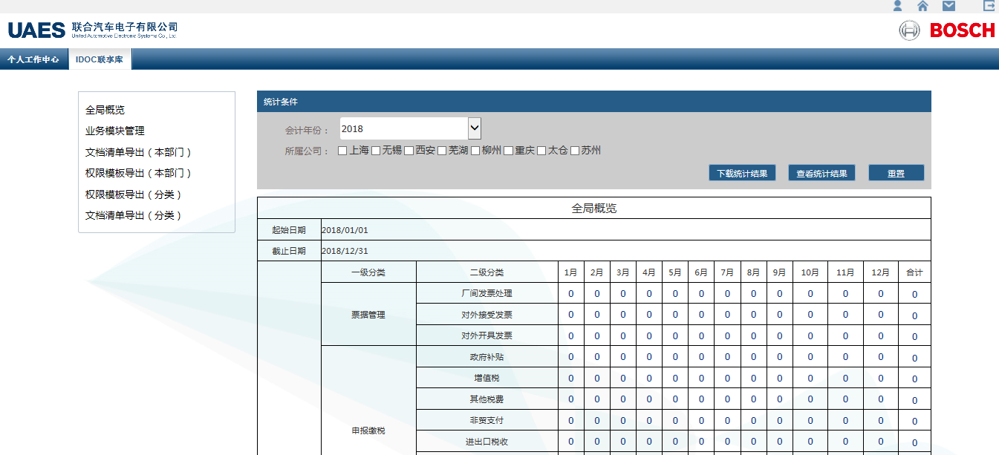 UAES 联合汽车电子有限公司
United Automotive Electronic Systems Co., Ltd.
BOSCH
个人工作中心 IDOC联享库
全局概览
业务模块管理
文档清单导出（本部门）
权限模板导出（本部门）
权限模板导出（分类）
文档清单导出（分类）
统计条件
会计年份： 2018
所属公司： 上海 无锡 西安 芜湖 柳州 重庆 太仓 苏州
下载统计结果 查看统计结果 重置
全局概览
起始日期 2018/01/01
截止日期 2018/12/31
一级分类 二级分类 1月 2月 3月 4月 5月 6月 7月 8月 9月 10月 11月 12月 合计
票据管理
厂间发票处理 0 0 0 0 0 0 0 0 0 0 0 0 0
对外接受发票 0 0 0 0 0 0 0 0 0 0 0 0 0
对外开具发票 0 0 0 0 0 0 0 0 0 0 0 0 0
申报缴税
政府补贴 0 0 0 0 0 0 0 0 0 0 0 0 0
增值税 0 0 0 0 0 0 0 0 0 0 0 0 0
其他税费 0 0 0 0 0 0 0 0 0 0 0 0 0
非贸支付 0 0 0 0 0 0 0 0 0 0 0 0 0
进出口税收 0 0 0 0 0 0 0 0 0 0 0 0 0